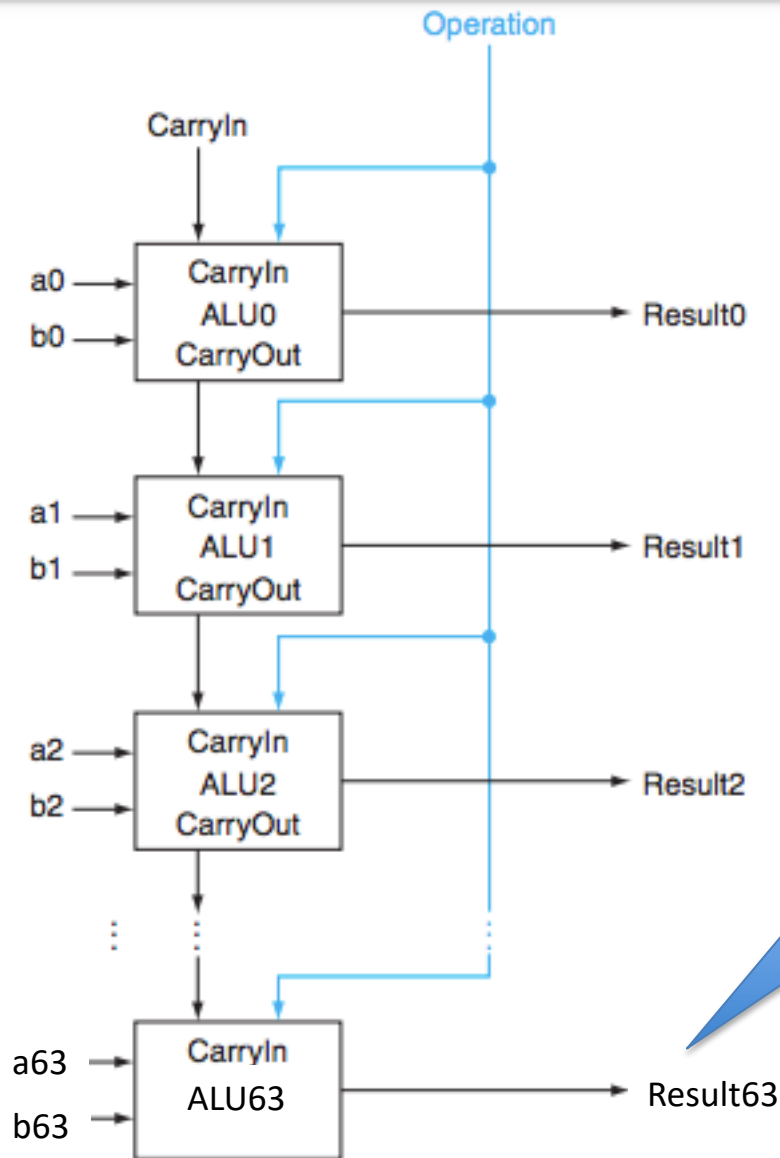 Operation
CarryIn
a0
b0
CarryIn
ALU0
CarryOut
Result0
a1
b1
CarryIn
ALU1
CarryOut
Result1
a2
b2
CarryIn
ALU2
CarryOut
Result2
⋮ ⋮ ⋮
a63
b63
CarryIn
ALU63
Result63